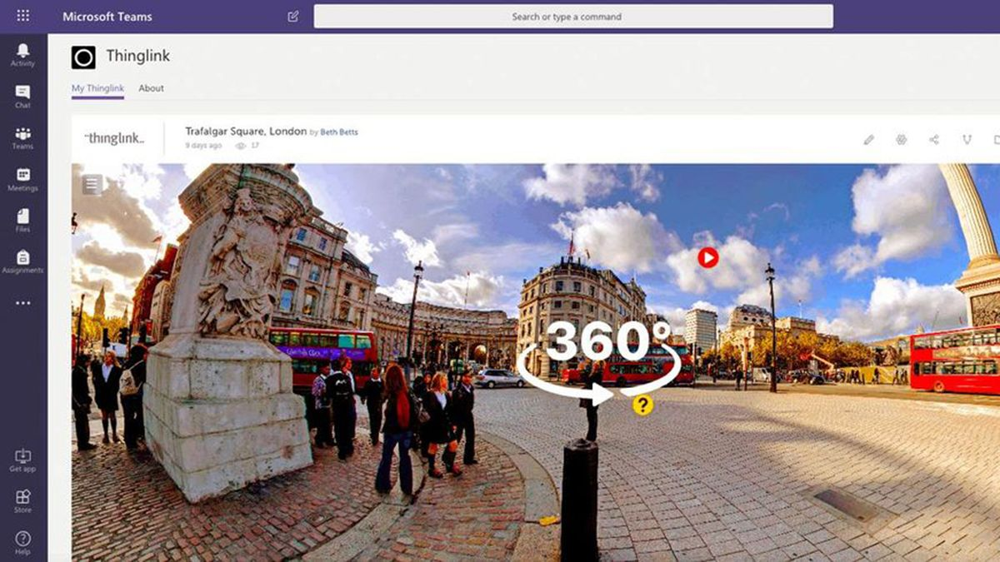 Microsoft Teams
Search or type a command
Activity
Chat
Teams
Meetings
Files
Assignments
Get app
Store
Help
Thinglink
My Thinglink
About
thinglink..
Trafalgar Square, London by Beth Betts
9 days ago
17
360°
?